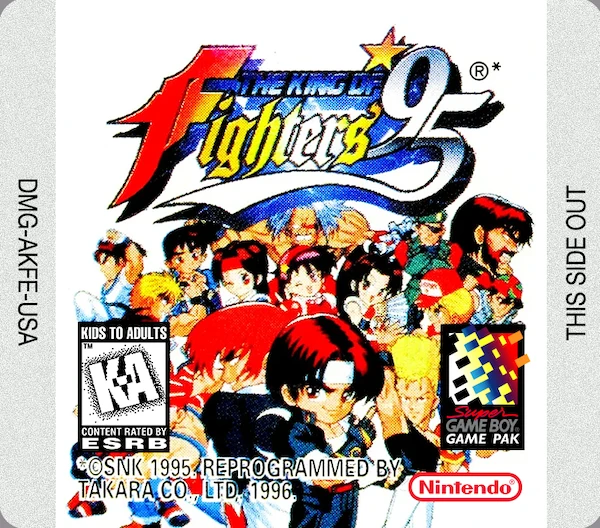 THE KING OF
Fighters '95 ®*
DMG-AKFE-USA
THIS SIDE OUT
KIDS TO ADULTS
™
K-A
CONTENT RATED BY
ESRB
Super
GAME BOY.
GAME PAK
*©SNK 1995. REPROGRAMMED BY
TAKARA CO., LTD, 1996.
Nintendo®